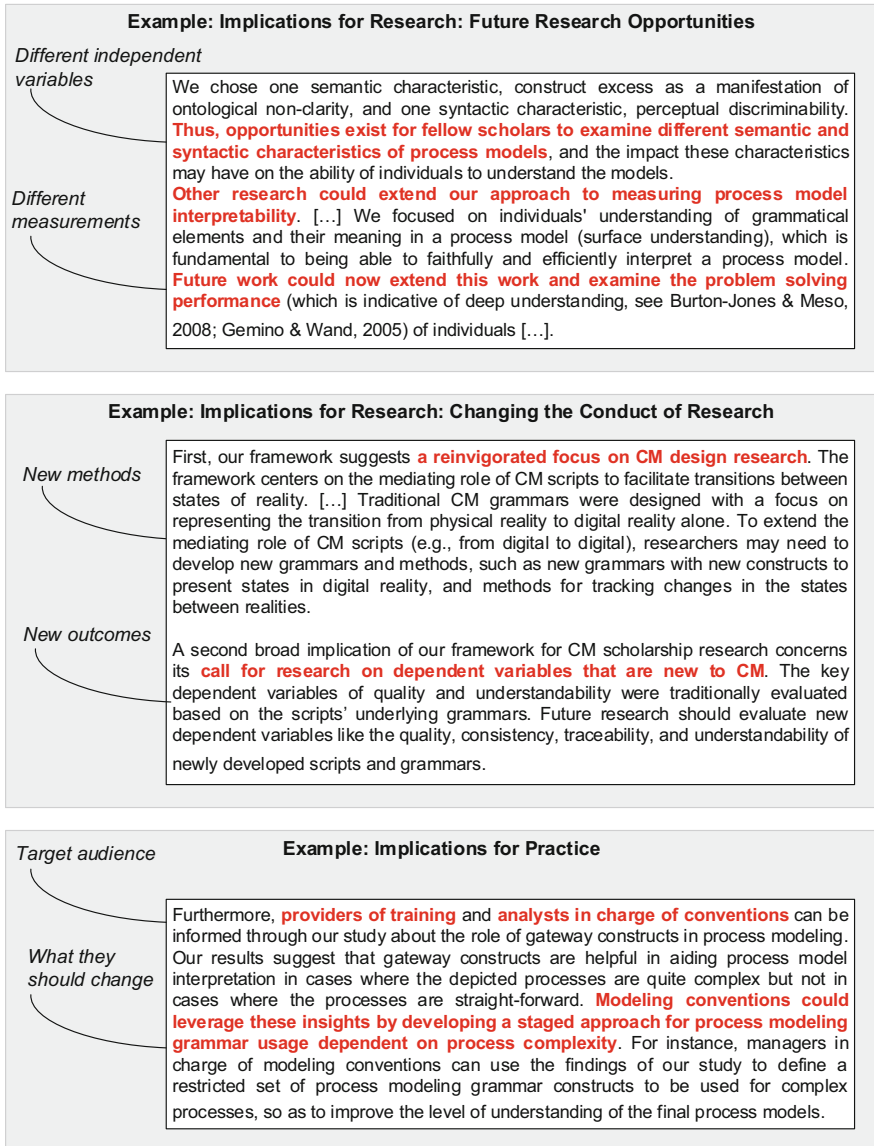 Example: Implications for Research: Future Research Opportunities
Different independent
variables
We chose one semantic characteristic, construct excess as a manifestation of
ontological non-clarity, and one syntactic characteristic, perceptual discriminability.
Thus, opportunities exist for fellow scholars to examine different semantic and
syntactic characteristics of process models, and the impact these characteristics
may have on the ability of individuals to understand the models.
Different
measurements
Other research could extend our approach to measuring process model
interpretability. […] We focused on individuals' understanding of grammatical
elements and their meaning in a process model (surface understanding), which is
fundamental to being able to faithfully and efficiently interpret a process model.
Future work could now extend this work and examine the problem solving
performance (which is indicative of deep understanding, see Burton-Jones & Meso,
2008; Gemino & Wand, 2005) of individuals […].
Example: Implications for Research: Changing the Conduct of Research
New methods
First, our framework suggests a reinvigorated focus on CM design research. The
framework centers on the mediating role of CM scripts to facilitate transitions between
states of reality. […] Traditional CM grammars were designed with a focus on
representing the transition from physical reality to digital reality alone. To extend the
mediating role of CM scripts (e.g., from digital to digital), researchers may need to
develop new grammars and methods, such as new grammars with new constructs to
present states in digital reality, and methods for tracking changes in the states
between realities.
New outcomes
A second broad implication of our framework for CM scholarship research concerns
its call for research on dependent variables that are new to CM. The key
dependent variables of quality and understandability were traditionally evaluated
based on the scripts’ underlying grammars. Future research should evaluate new
dependent variables like the quality, consistency, traceability, and understandability of
newly developed scripts and grammars.
Example: Implications for Practice
Target audience
Furthermore, providers of training and analysts in charge of conventions can be
informed through our study about the role of gateway constructs in process modeling.
What they
should change
Our results suggest that gateway constructs are helpful in aiding process model
interpretation in cases where the depicted processes are quite complex but not in
cases where the processes are straight-forward. Modeling conventions could
leverage these insights by developing a staged approach for process modeling
grammar usage dependent on process complexity. For instance, managers in
charge of modeling conventions can use the findings of our study to define a
restricted set of process modeling grammar constructs to be used for complex
processes, so as to improve the level of understanding of the final process models.